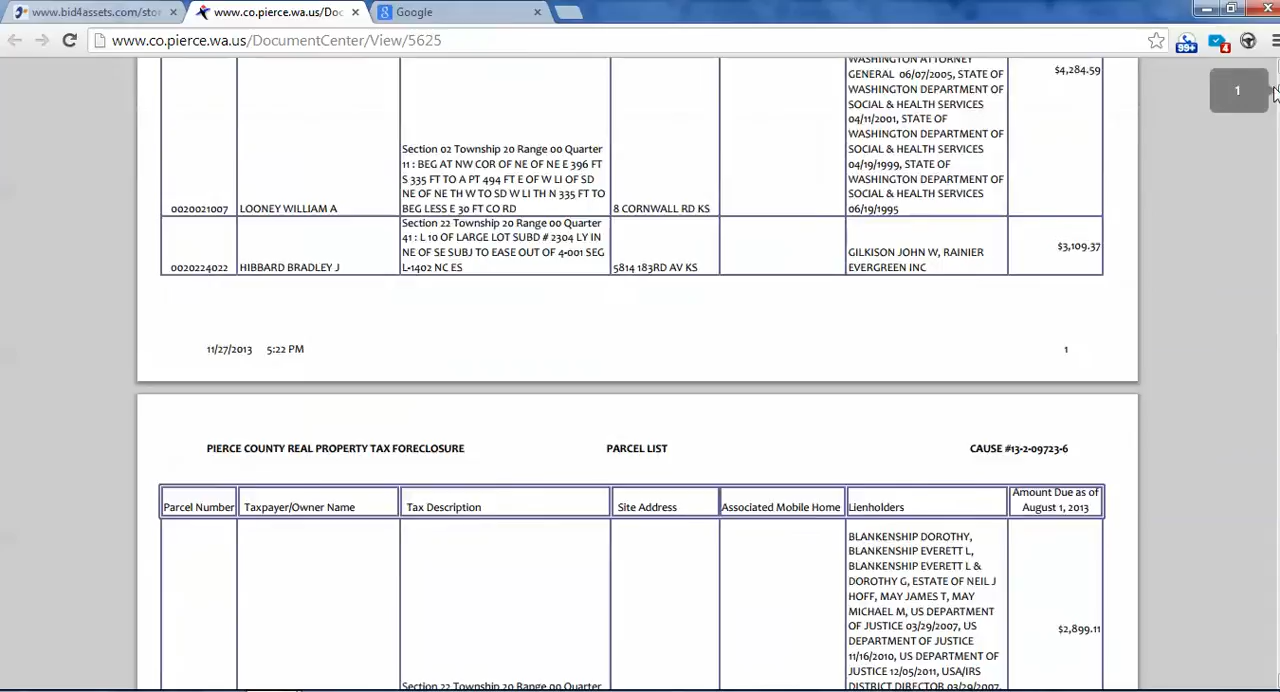 www.bid4assets.com/sto
www.co.pierce.wa.us/Doc
Google
www.co.pierce.wa.us/DocumentCenter/View/5625
99+
4
1
WASHINGTON ATTORNEY
GENERAL 06/07/2005, STATE OF
WASHINGTON DEPARTMENT OF
SOCIAL & HEALTH SERVICES
04/11/2001, STATE OF
WASHINGTON DEPARTMENT OF
SOCIAL & HEALTH SERVICES
04/19/1999, STATE OF
WASHINGTON DEPARTMENT OF
SOCIAL & HEALTH SERVICES
06/19/1995
$4,284.59
Section 02 Township 20 Range 00 Quarter
11 : BEG AT NW COR OF NE OF NE E 396 FT
S 335 FT TO A PT 494 FT E OF W LI OF SD
NE OF NE TH W TO SD W LI TH N 335 FT TO
BEG LESS E 30 FT CO RD
0020021007
LOONEY WILLIAM A
8 CORNWALL RD KS
Section 22 Township 20 Range 00 Quarter
41 : L 10 OF LARGE LOT SUBD # 2304 LY IN
NE OF SE SUBJ TO EASE OUT OF 4-001 SEG
L-1402 NC ES
0020224022
HIBBARD BRADLEY J
5814 183RD AV KS
GILKISON JOHN W, RAINIER
EVERGREEN INC
$3,109.37
11/27/2013 5:22 PM
1
PIERCE COUNTY REAL PROPERTY TAX FORECLOSURE
PARCEL LIST
CAUSE #13-2-09723-6
Parcel Number
Taxpayer/Owner Name
Tax Description
Site Address
Associated Mobile Home
Lienholders
Amount Due as of
August 1, 2013
BLANKENSHIP DOROTHY,
BLANKENSHIP EVERETT L,
BLANKENSHIP EVERETT L &
DOROTHY G, ESTATE OF NEIL J
HOFF, MAY JAMES T, MAY
MICHAEL M, US DEPARTMENT
OF JUSTICE 03/29/2007, US
DEPARTMENT OF JUSTICE
11/16/2010, US DEPARTMENT OF
JUSTICE 12/05/2011, USA/IRS
DISTRICT DIRECTOR 03/29/2007,
$2,899.11
Section 22 Township 20 Range 00 Quarter